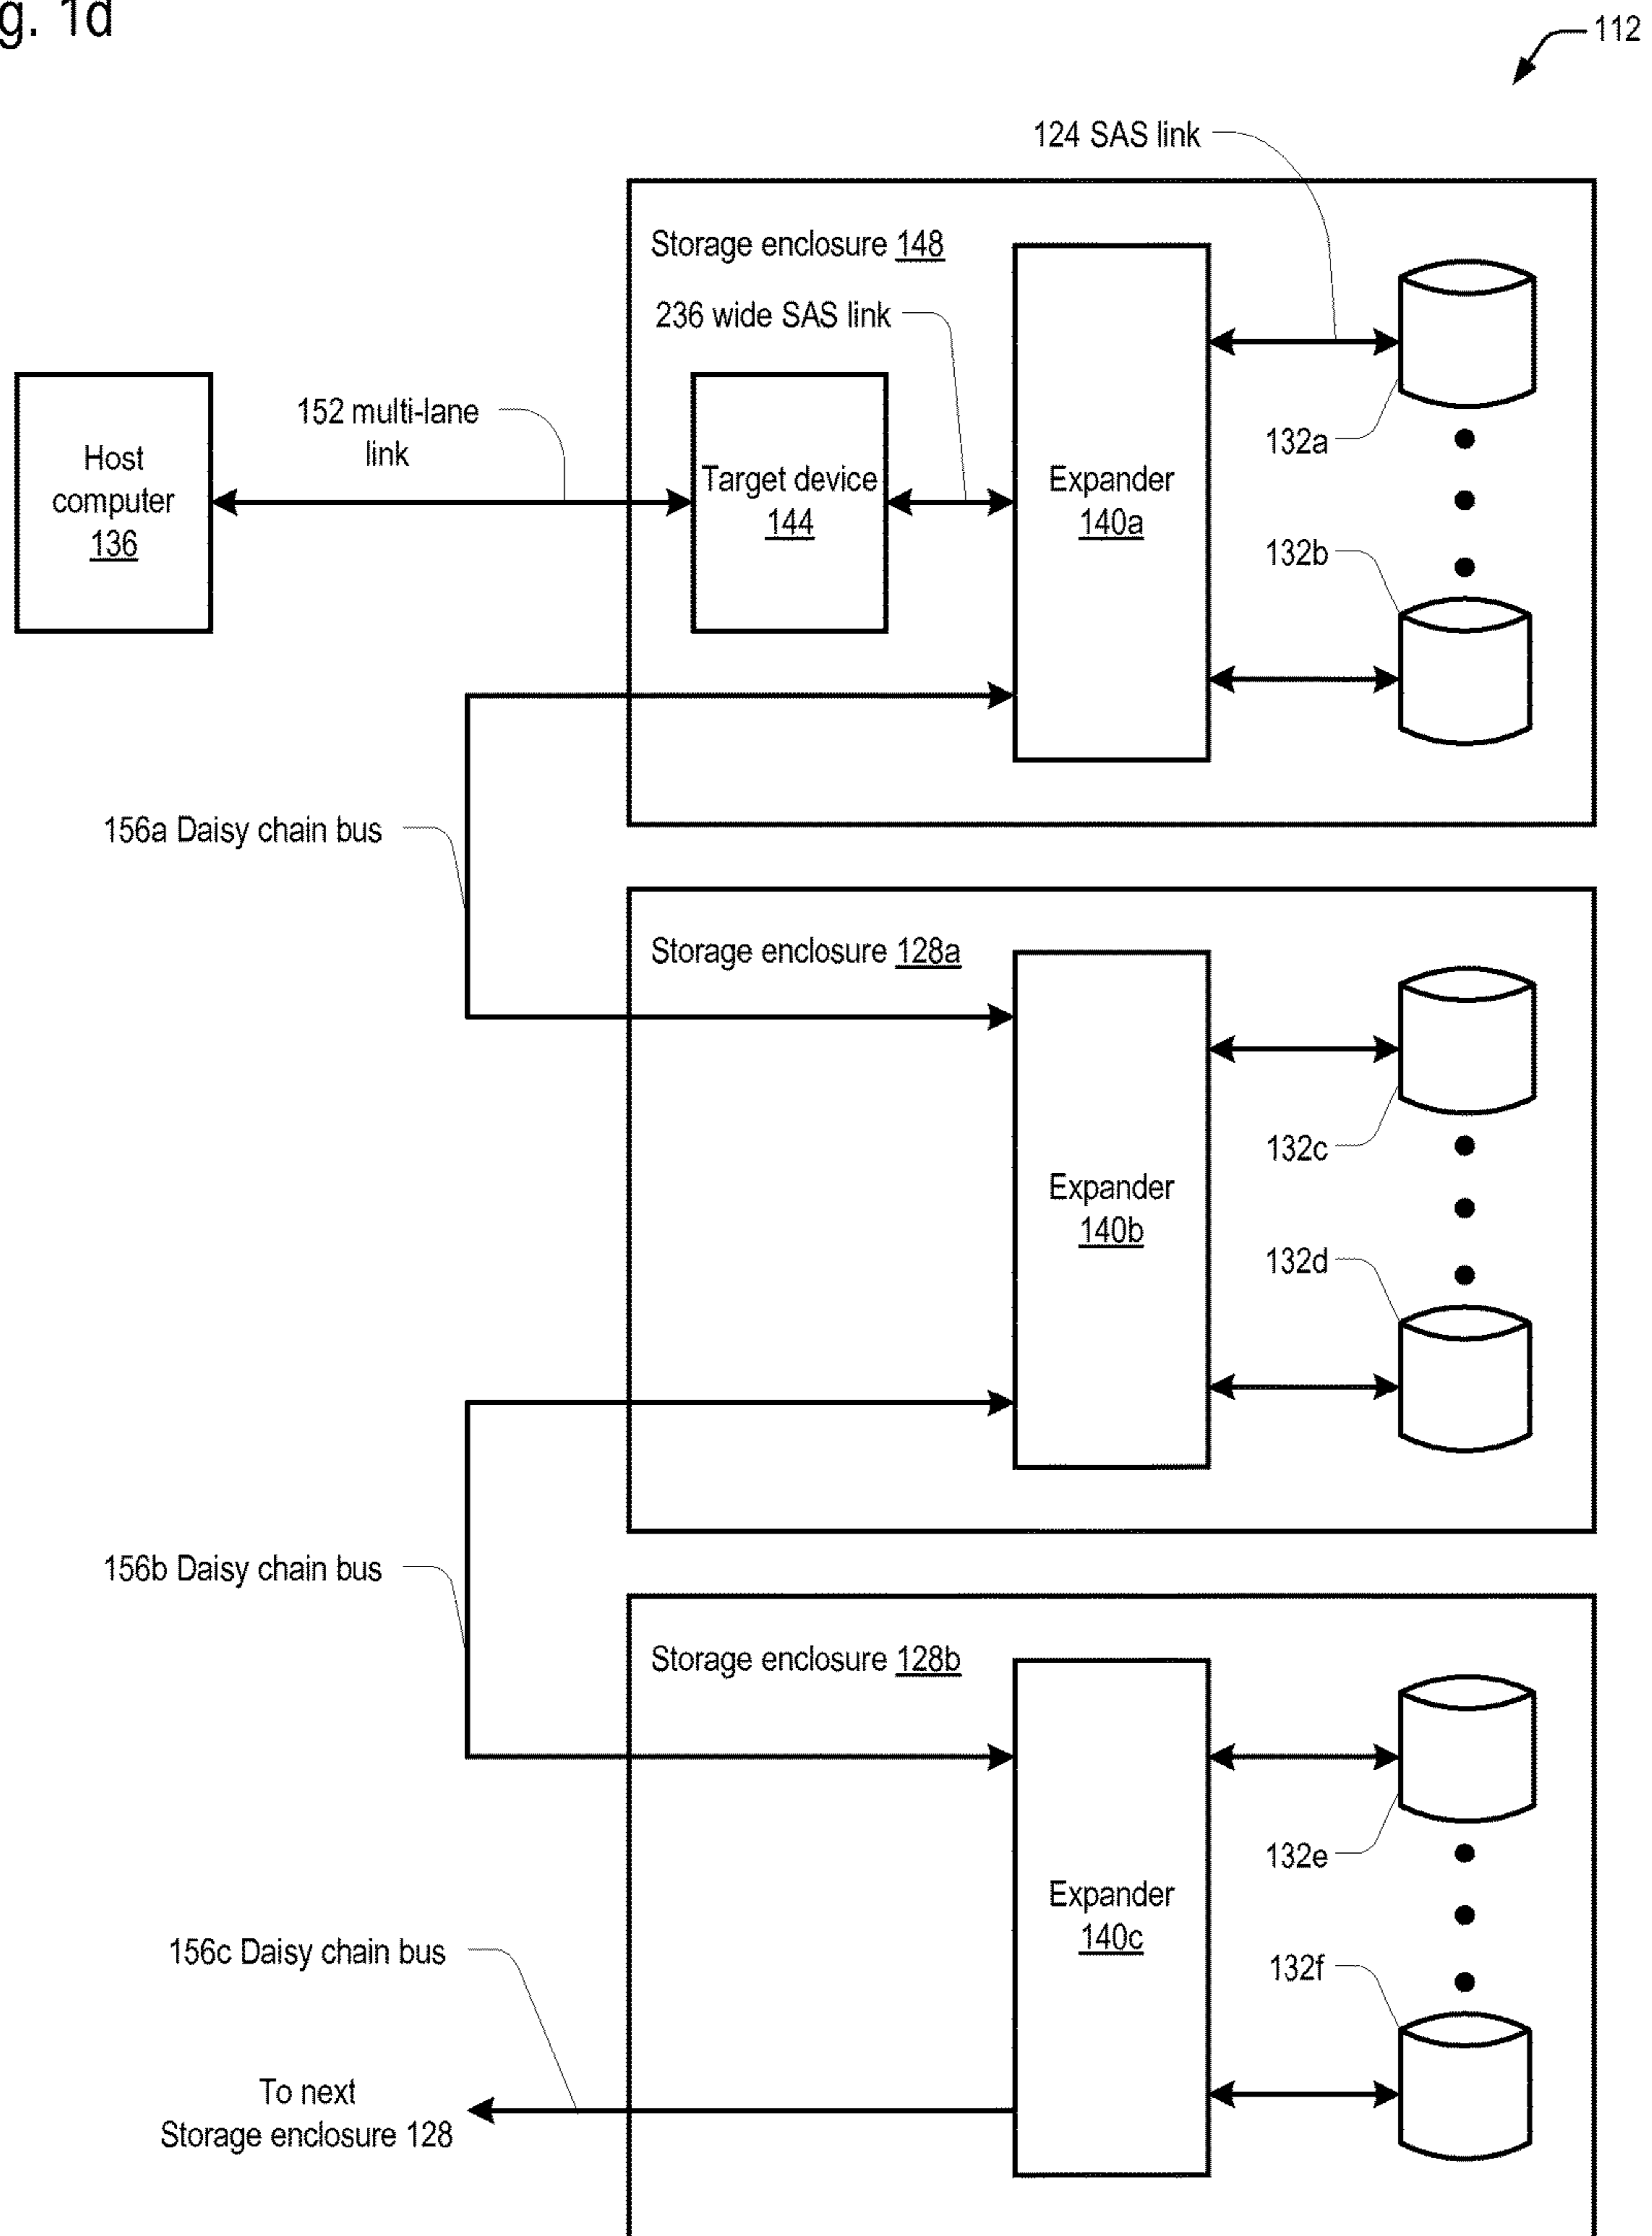 g. 1d
112
124 SAS link
Storage enclosure 148
236 wide SAS link
152 multi-lane
link
Host
computer
136
Target device
144
Expander
140a
132a
132b
156a Daisy chain bus
Storage enclosure 128a
Expander
140b
132c
132d
156b Daisy chain bus
Storage enclosure 128b
Expander
140c
132e
132f
156c Daisy chain bus
To next
Storage enclosure 128